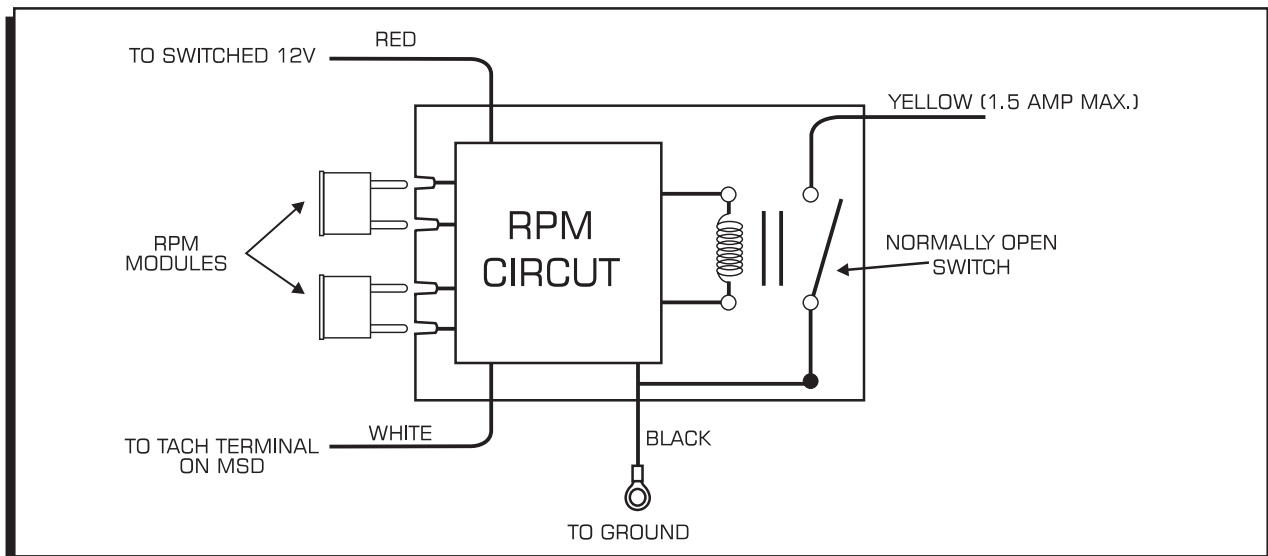 RED
TO SWITCHED 12V
YELLOW (1.5 AMP MAX.)
RPM
MODULES
RPM
CIRCUT
NORMALLY OPEN
SWITCH
WHITE
TO TACH TERMINAL
ON MSD
BLACK
TO GROUND